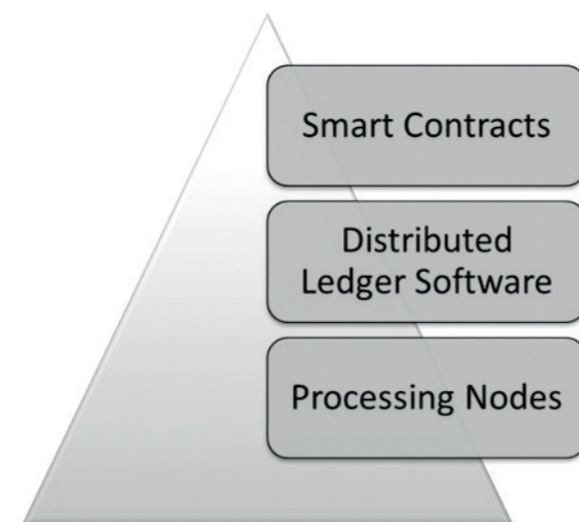 Smart Contracts
Distributed
Ledger Software
Processing Nodes